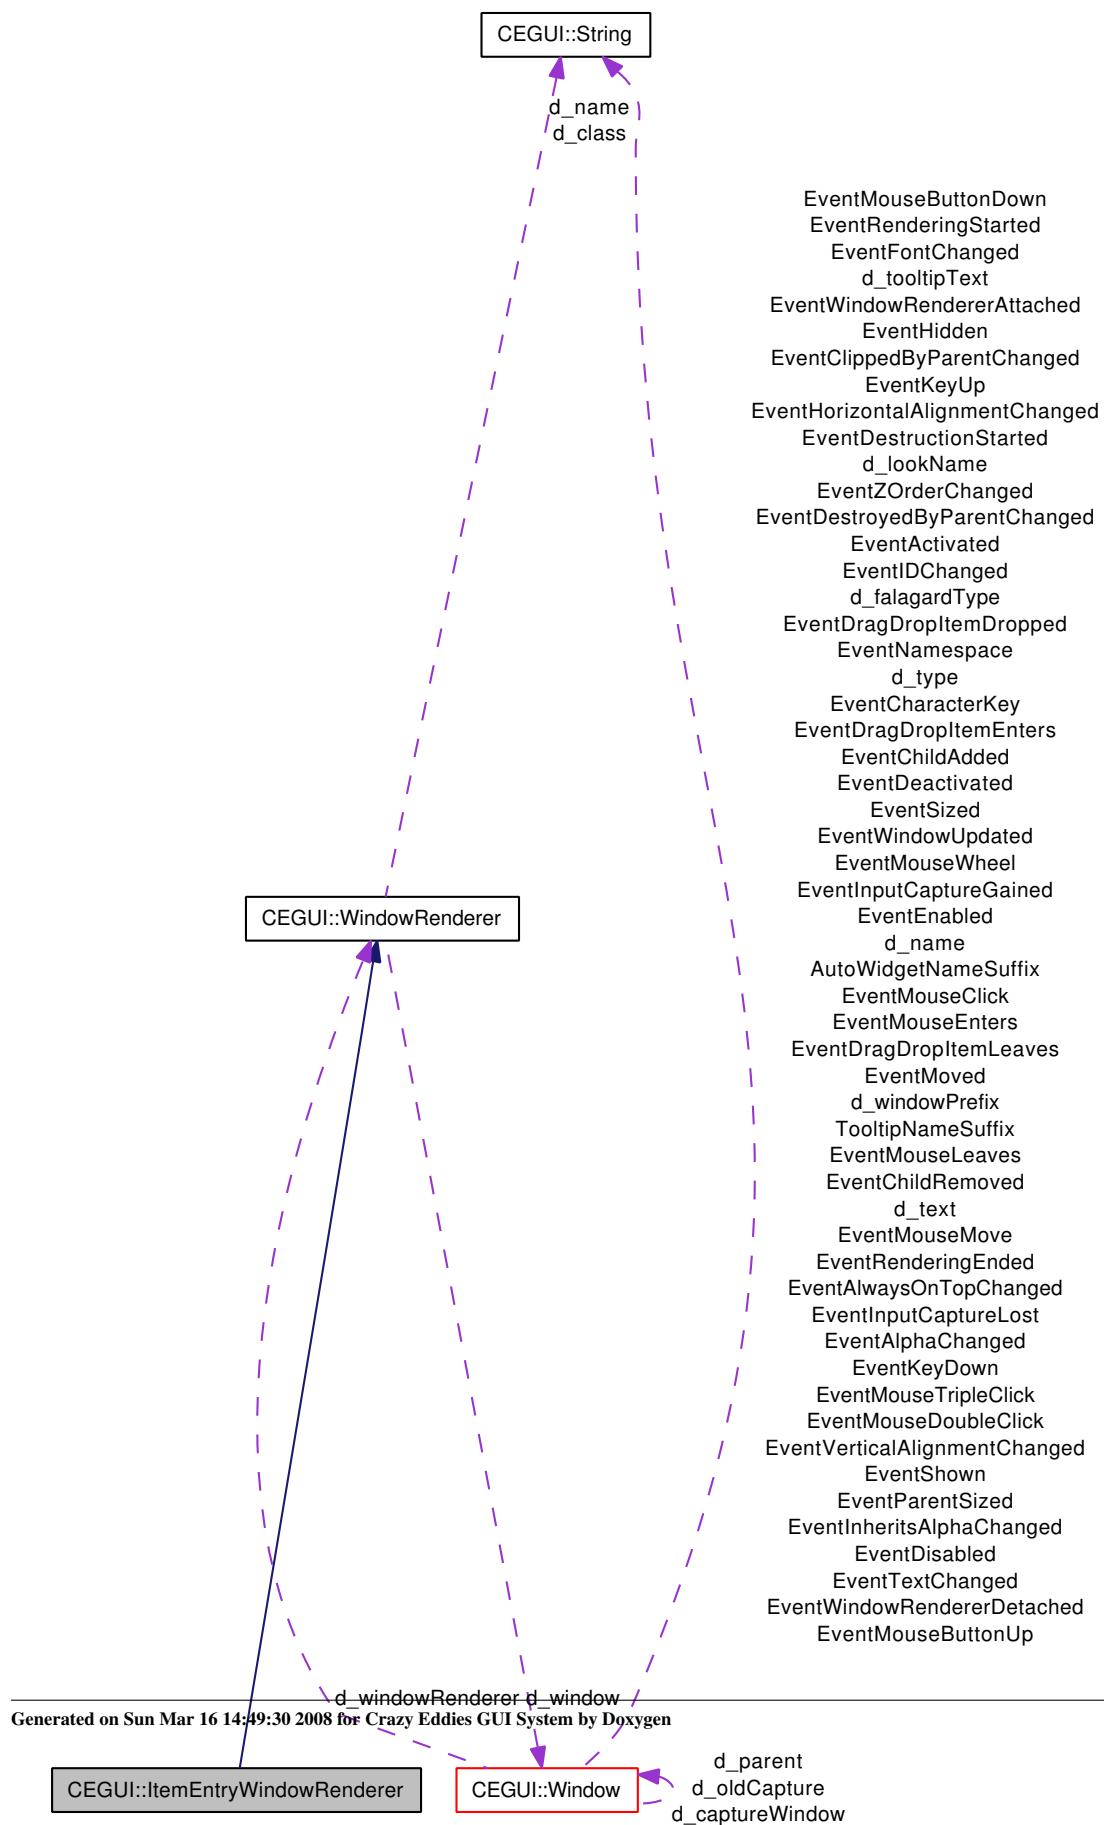 CEGUI::String
d_name
d_class
EventMouseButtonDown
EventRenderingStarted
EventFontChanged
d_tooltipText
EventWindowRendererAttached
EventHidden
EventClippedByParentChanged
EventKeyUp
EventHorizontalAlignmentChanged
EventDestructionStarted
d_lookName
EventZOrderChanged
EventDestroyedByParentChanged
EventActivated
EventIDChanged
d_falagardType
EventDragDropItemDropped
EventNamespace
d_type
EventCharacterKey
EventDragDropItemEnters
EventChildAdded
EventDeactivated
EventSized
EventWindowUpdated
EventMouseWheel
EventInputCaptureGained
EventEnabled
d_name
AutoWidgetNameSuffix
EventMouseClick
EventMouseEnters
EventDragDropItemLeaves
EventMoved
d_windowPrefix
TooltipNameSuffix
EventMouseLeaves
EventChildRemoved
d_text
EventMouseMove
EventRenderingEnded
EventAlwaysOnTopChanged
EventInputCaptureLost
EventAlphaChanged
EventKeyDown
EventMouseTripleClick
EventMouseDoubleClick
EventVerticalAlignmentChanged
EventShown
EventParentSized
EventInheritsAlphaChanged
EventDisabled
EventTextChanged
EventWindowRendererDetached
EventMouseButtonUp
CEGUI::WindowRenderer
d_windowRenderer d_window
Generated on Sun Mar 16 14:49:30 2008 for Crazy Eddies GUI System by Doxygen
CEGUI::ItemEntryWindowRenderer
CEGUI::Window
d_parent
d_oldCapture
d_captureWindow